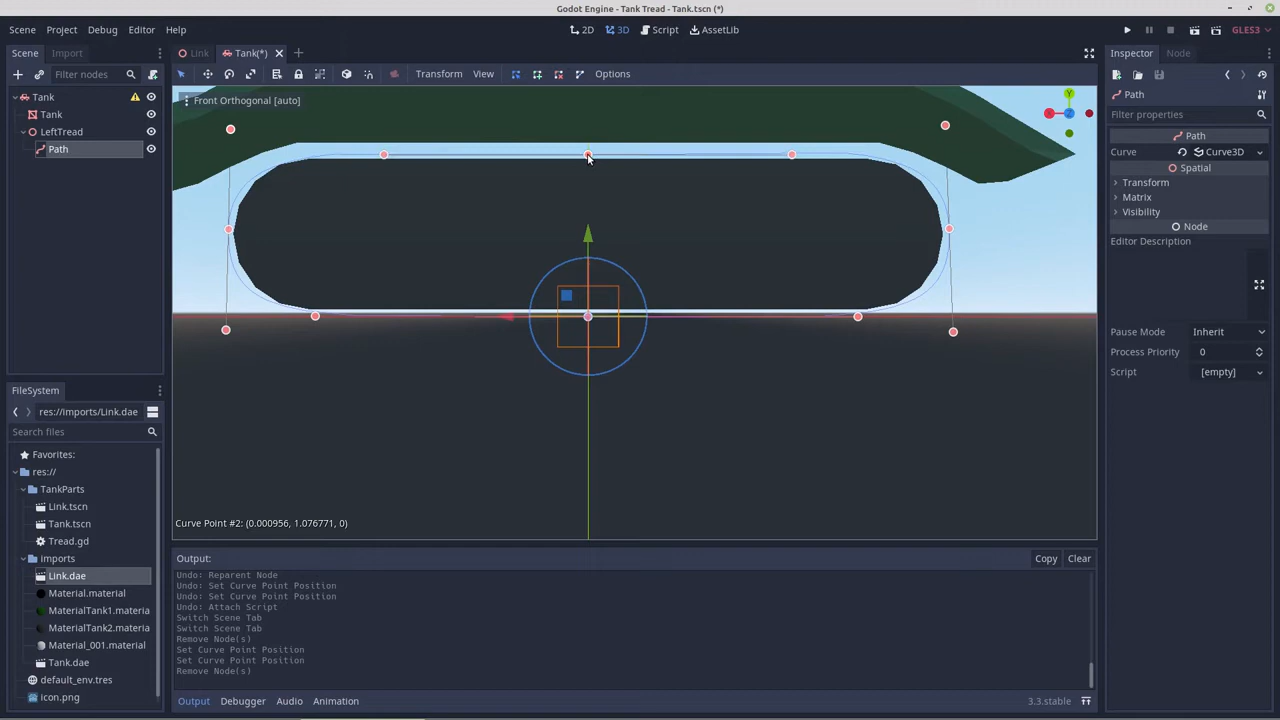 Godot Engine - Tank Tread - Tank.tscn (*)
Scene Project Debug Editor Help
2D 3D Script AssetLib
GLES3
Scene Import
Link Tank(*)
Inspector Node
Filter nodes
Transform View Options
Tank
Tank
LeftTread
Path
Front Orthogonal [auto]
Y
X
Z
Curve Point #2: (0.000956, 1.076771, 0)
Path
Filter properties
Path
Curve Curve3D
Spatial
Transform
Matrix
Visibility
Node
Editor Description
Pause Mode Inherit
Process Priority 0
Script [empty]
FileSystem
res://Imports/Link.dae
Search files
Favorites:
res://
TankParts
Link.tscn
Tank.tscn
Tread.gd
Imports
Link.dae
Material.material
MaterialTank1.materia
MaterialTank2.materia
Material_001.material
Tank.dae
default_env.tres
icon.png
Output:
Copy Clear
Undo: Reparent Node
Undo: Set Curve Point Position
Undo: Set Curve Point Position
Undo: Attach Script
Switch Scene Tab
Switch Scene Tab
Remove Node(s)
Set Curve Point Position
Set Curve Point Position
Remove Node(s)
Output Debugger Audio Animation
3.3.stable